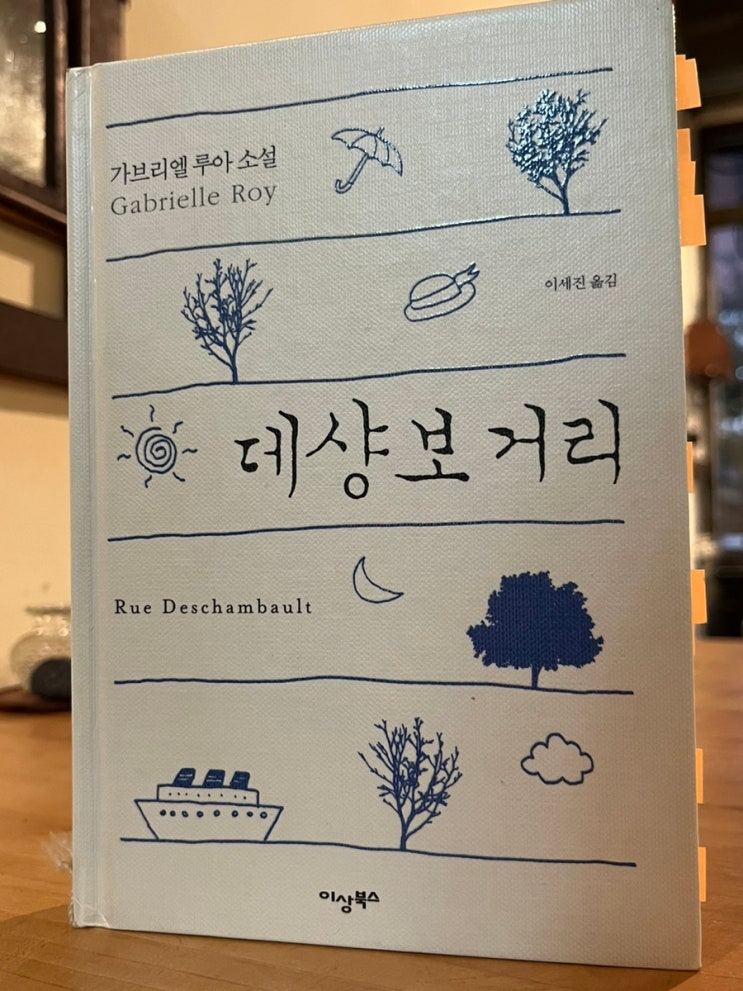 가브리엘 루아 소설
Gabrielle Roy
이세진 옮김
데샹보 거리
Rue Deschambault
이상북스